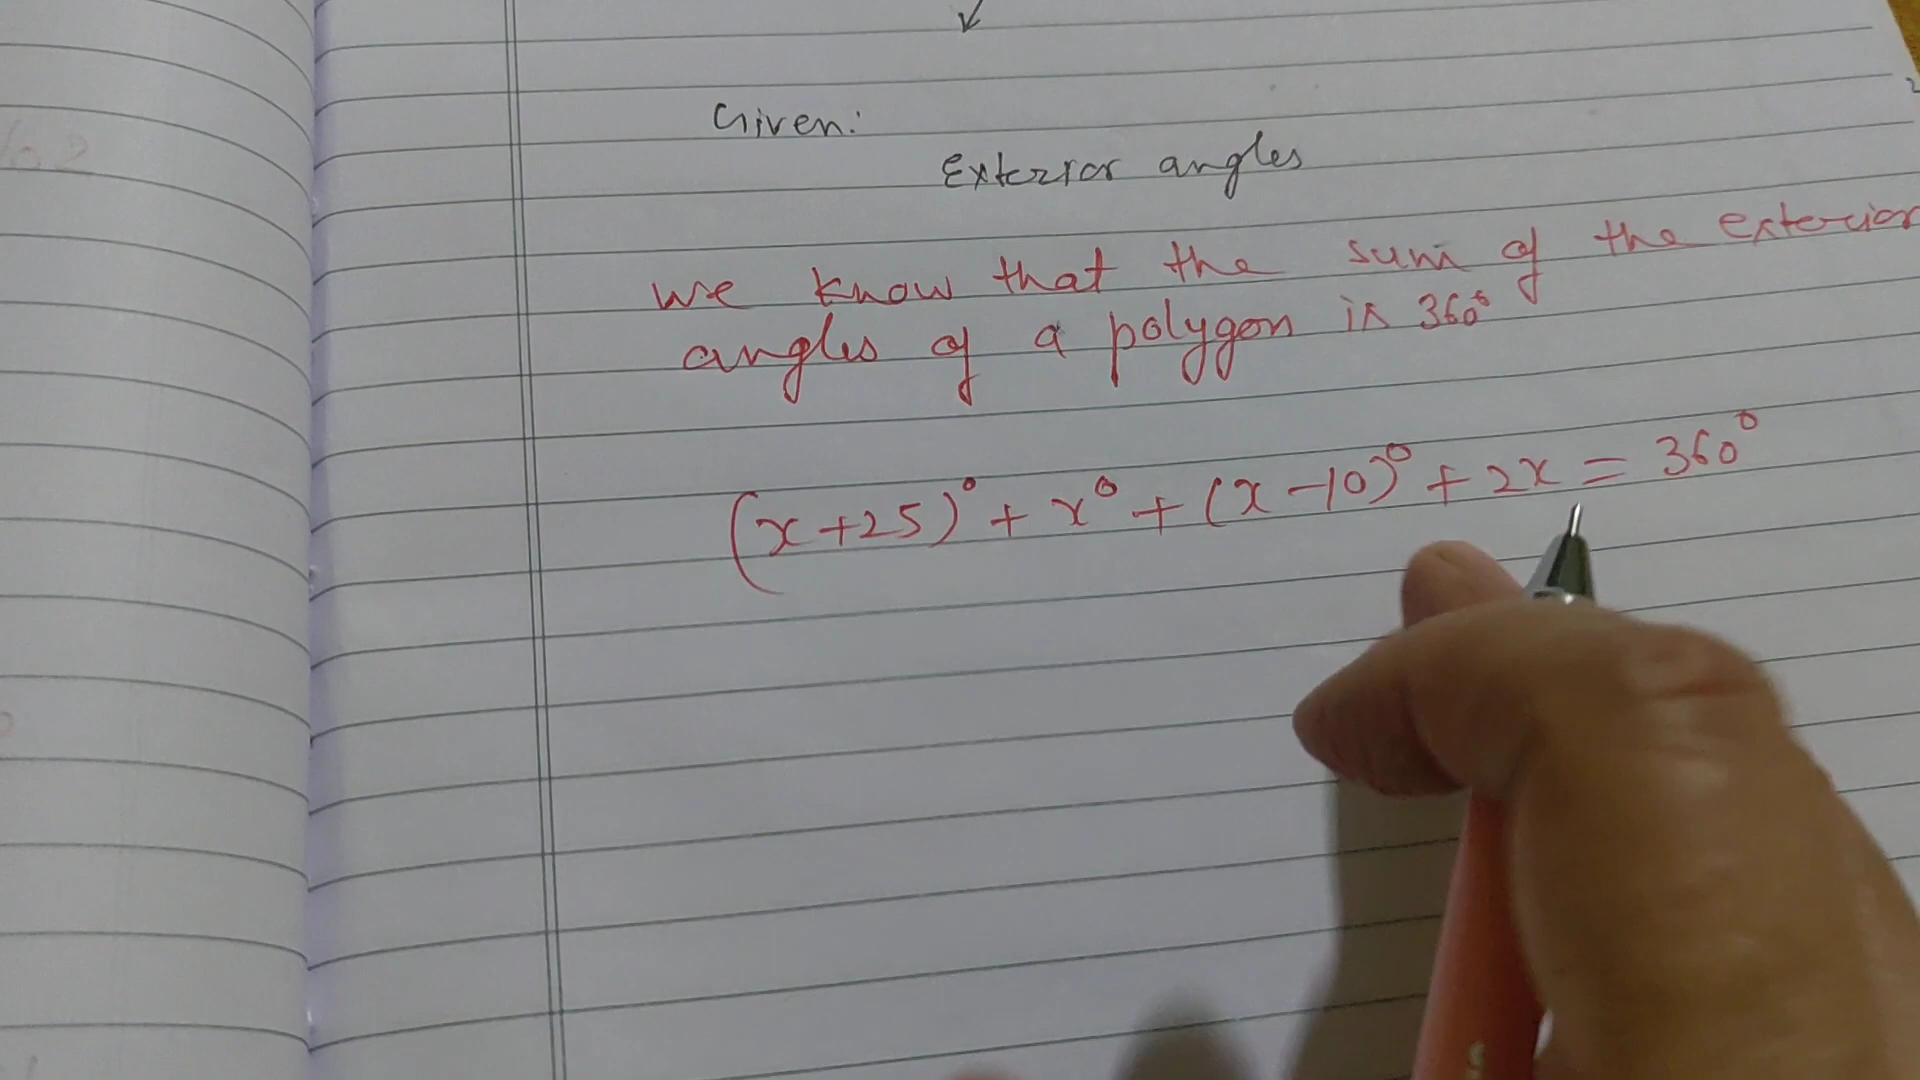 Given:
Exterior angles
we know that the sum of the exterior
angles of a polygon is 360°
(x+25)° + x° + (x-10)° + 2x = 360°